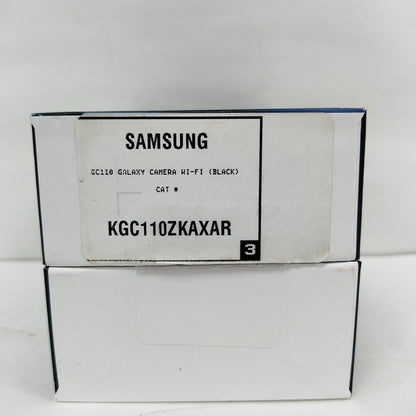 SAMSUNG
GC110 GALAXY CAMERA WI-FI (BLACK)
CAT #
KGC110ZKAXAR
3